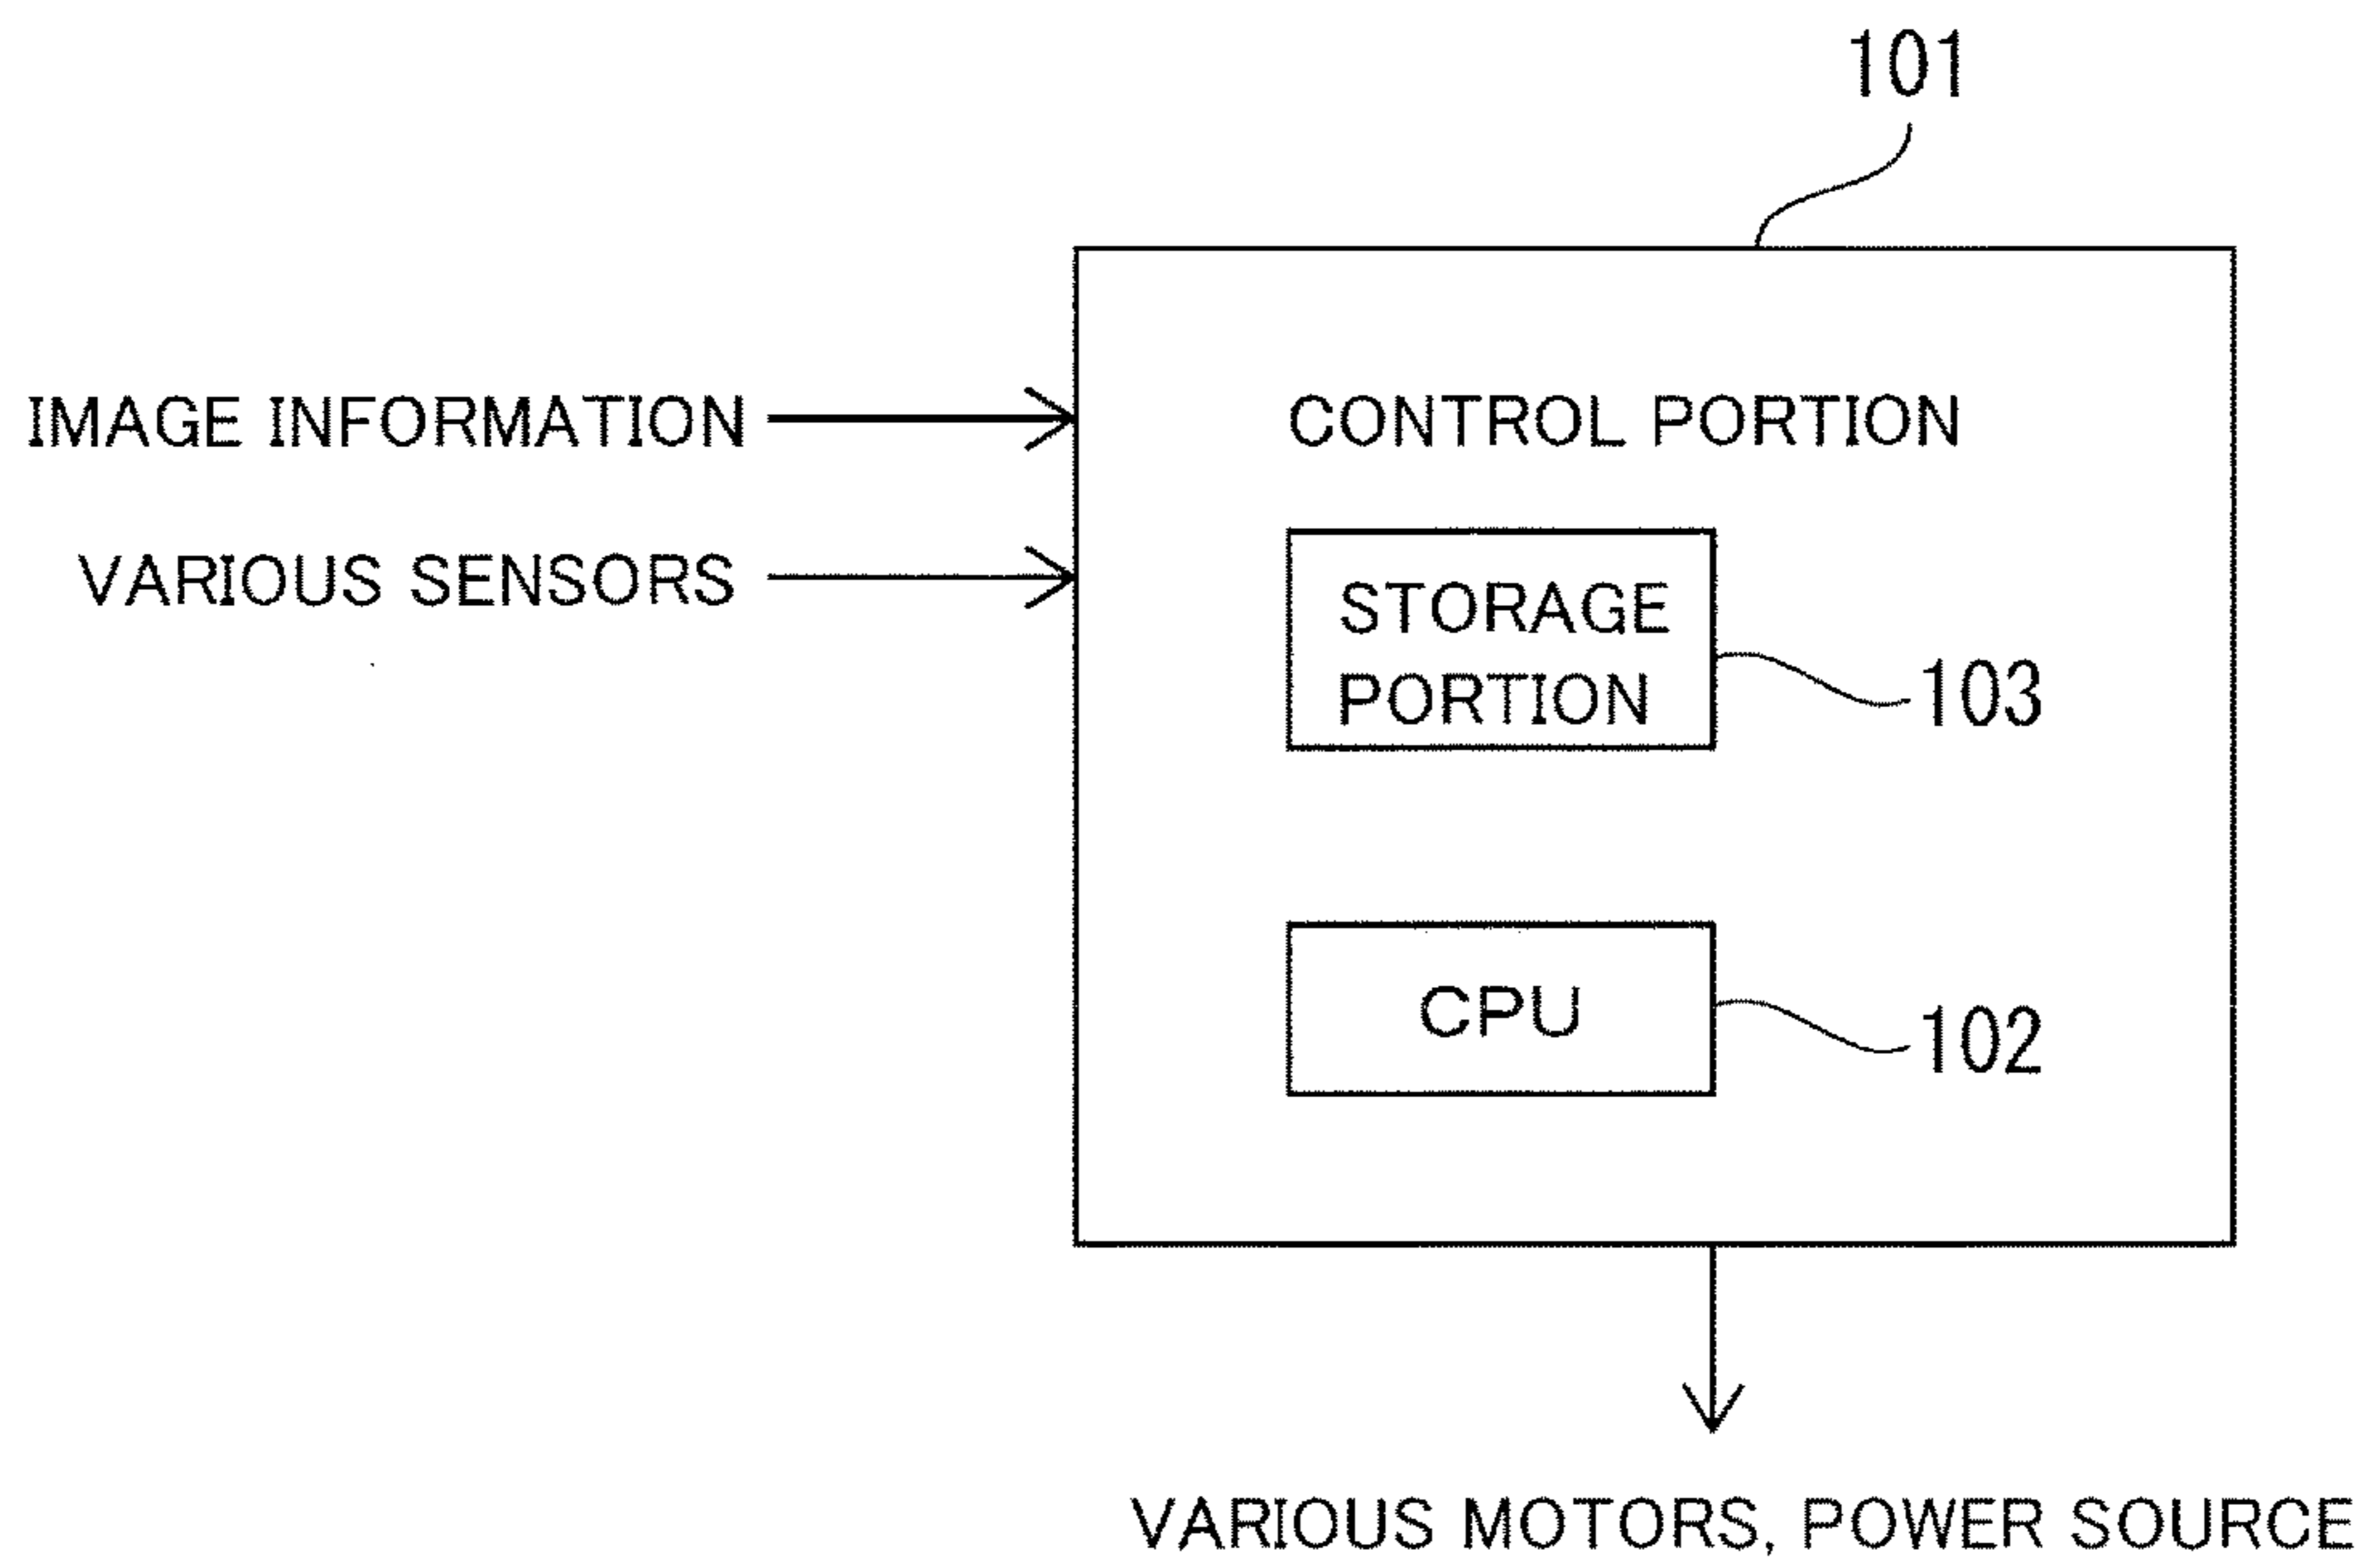 101
IMAGE INFORMATION
CONTROL PORTION
VARIOUS SENSORS
STORAGE
PORTION
103
CPU
102
VARIOUS MOTORS, POWER SOURCE